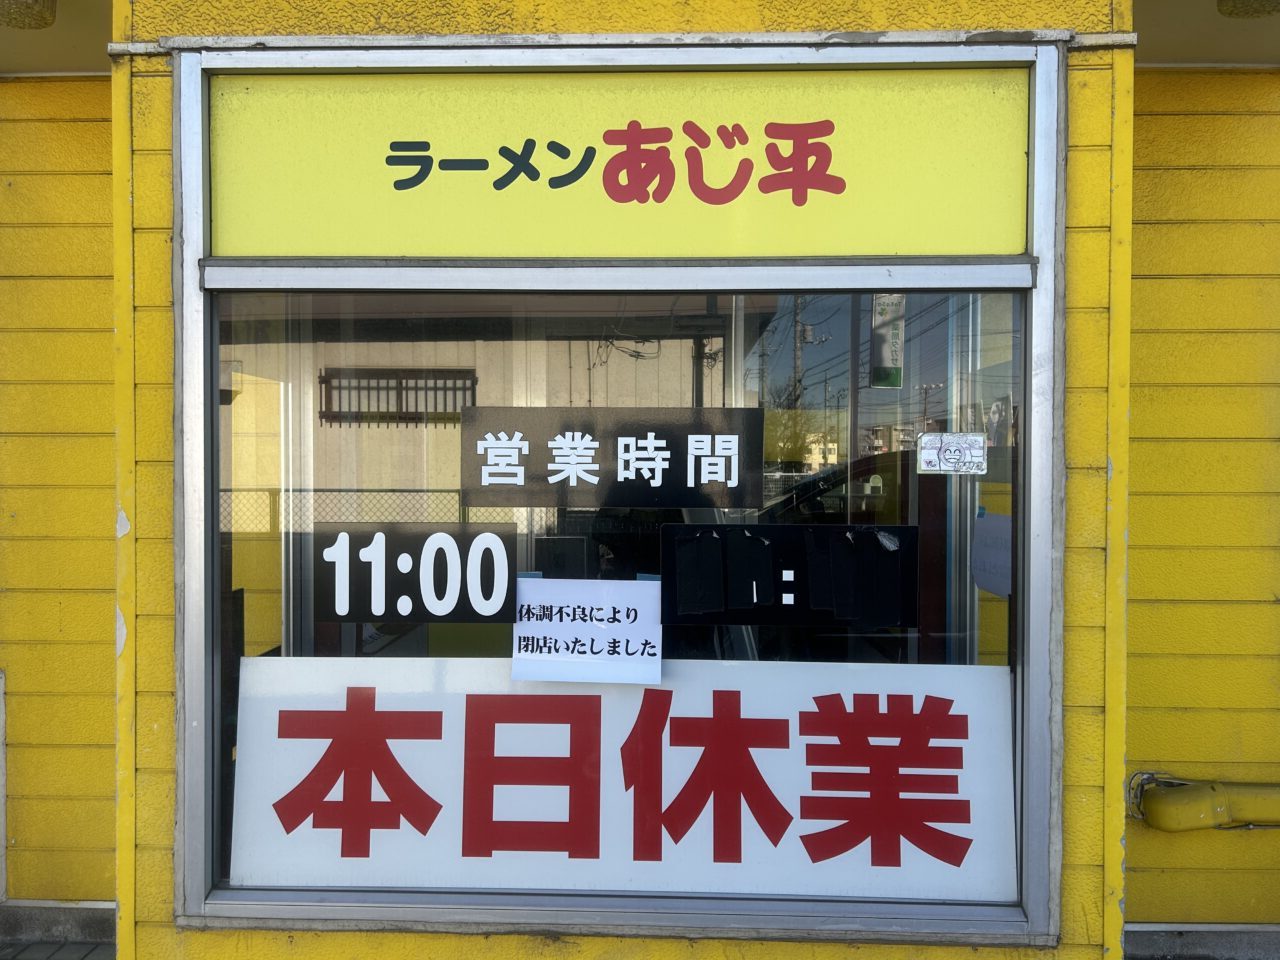 ラーメンあじ平
営業時間
11:00
:
体調不良により
閉店いたしました
本日休業